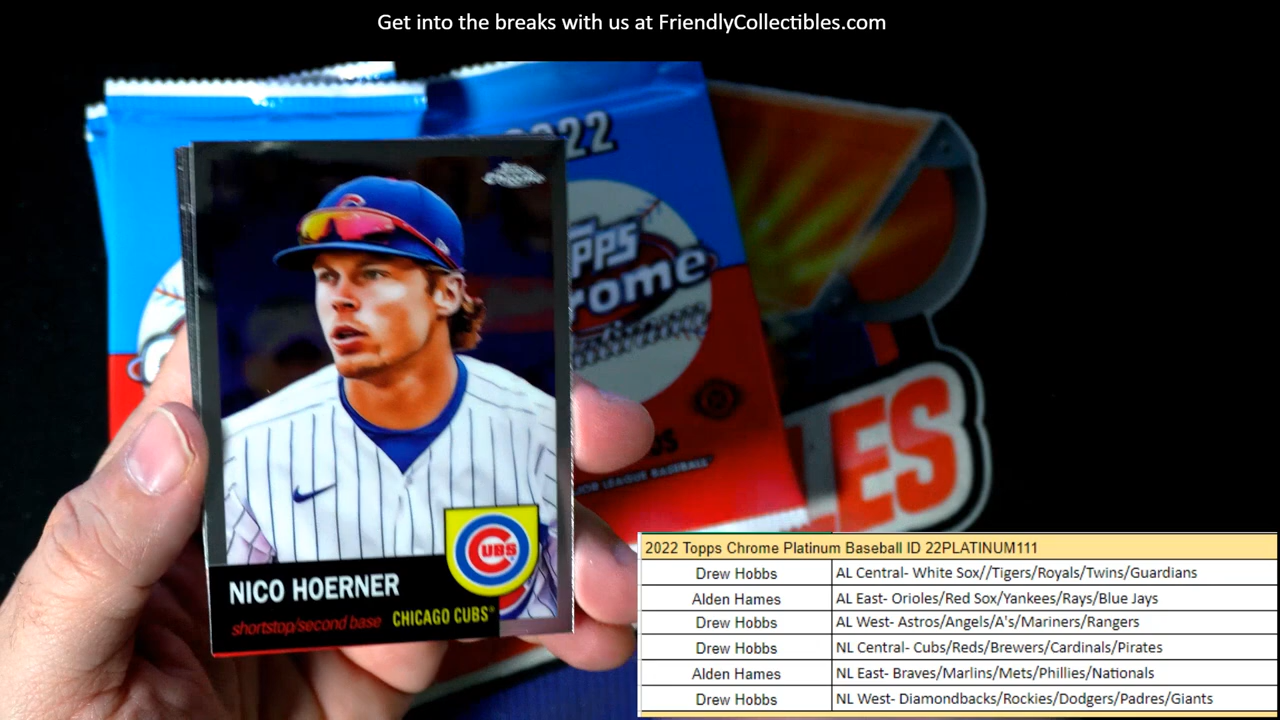 Get into the breaks with us at FriendlyCollectibles.com
2022
Topps
Chrome
NICO HOERNER
shortstop/second base CHICAGO CUBS®
CUBS
MAJOR LEAGUE BASEBALL
LES
2022 Topps Chrome Platinum Baseball ID 22PLATINUM111
Drew Hobbs AL Central- White Sox//Tigers/Royals/Twins/Guardians
Alden Hames AL East- Orioles/Red Sox/Yankees/Rays/Blue Jays
Drew Hobbs AL West- Astros/Angels/A's/Mariners/Rangers
Drew Hobbs NL Central- Cubs/Reds/Brewers/Cardinals/Pirates
Alden Hames NL East- Braves/Marlins/Mets/Phillies/Nationals
Drew Hobbs NL West- Diamondbacks/Rockies/Dodgers/Padres/Giants